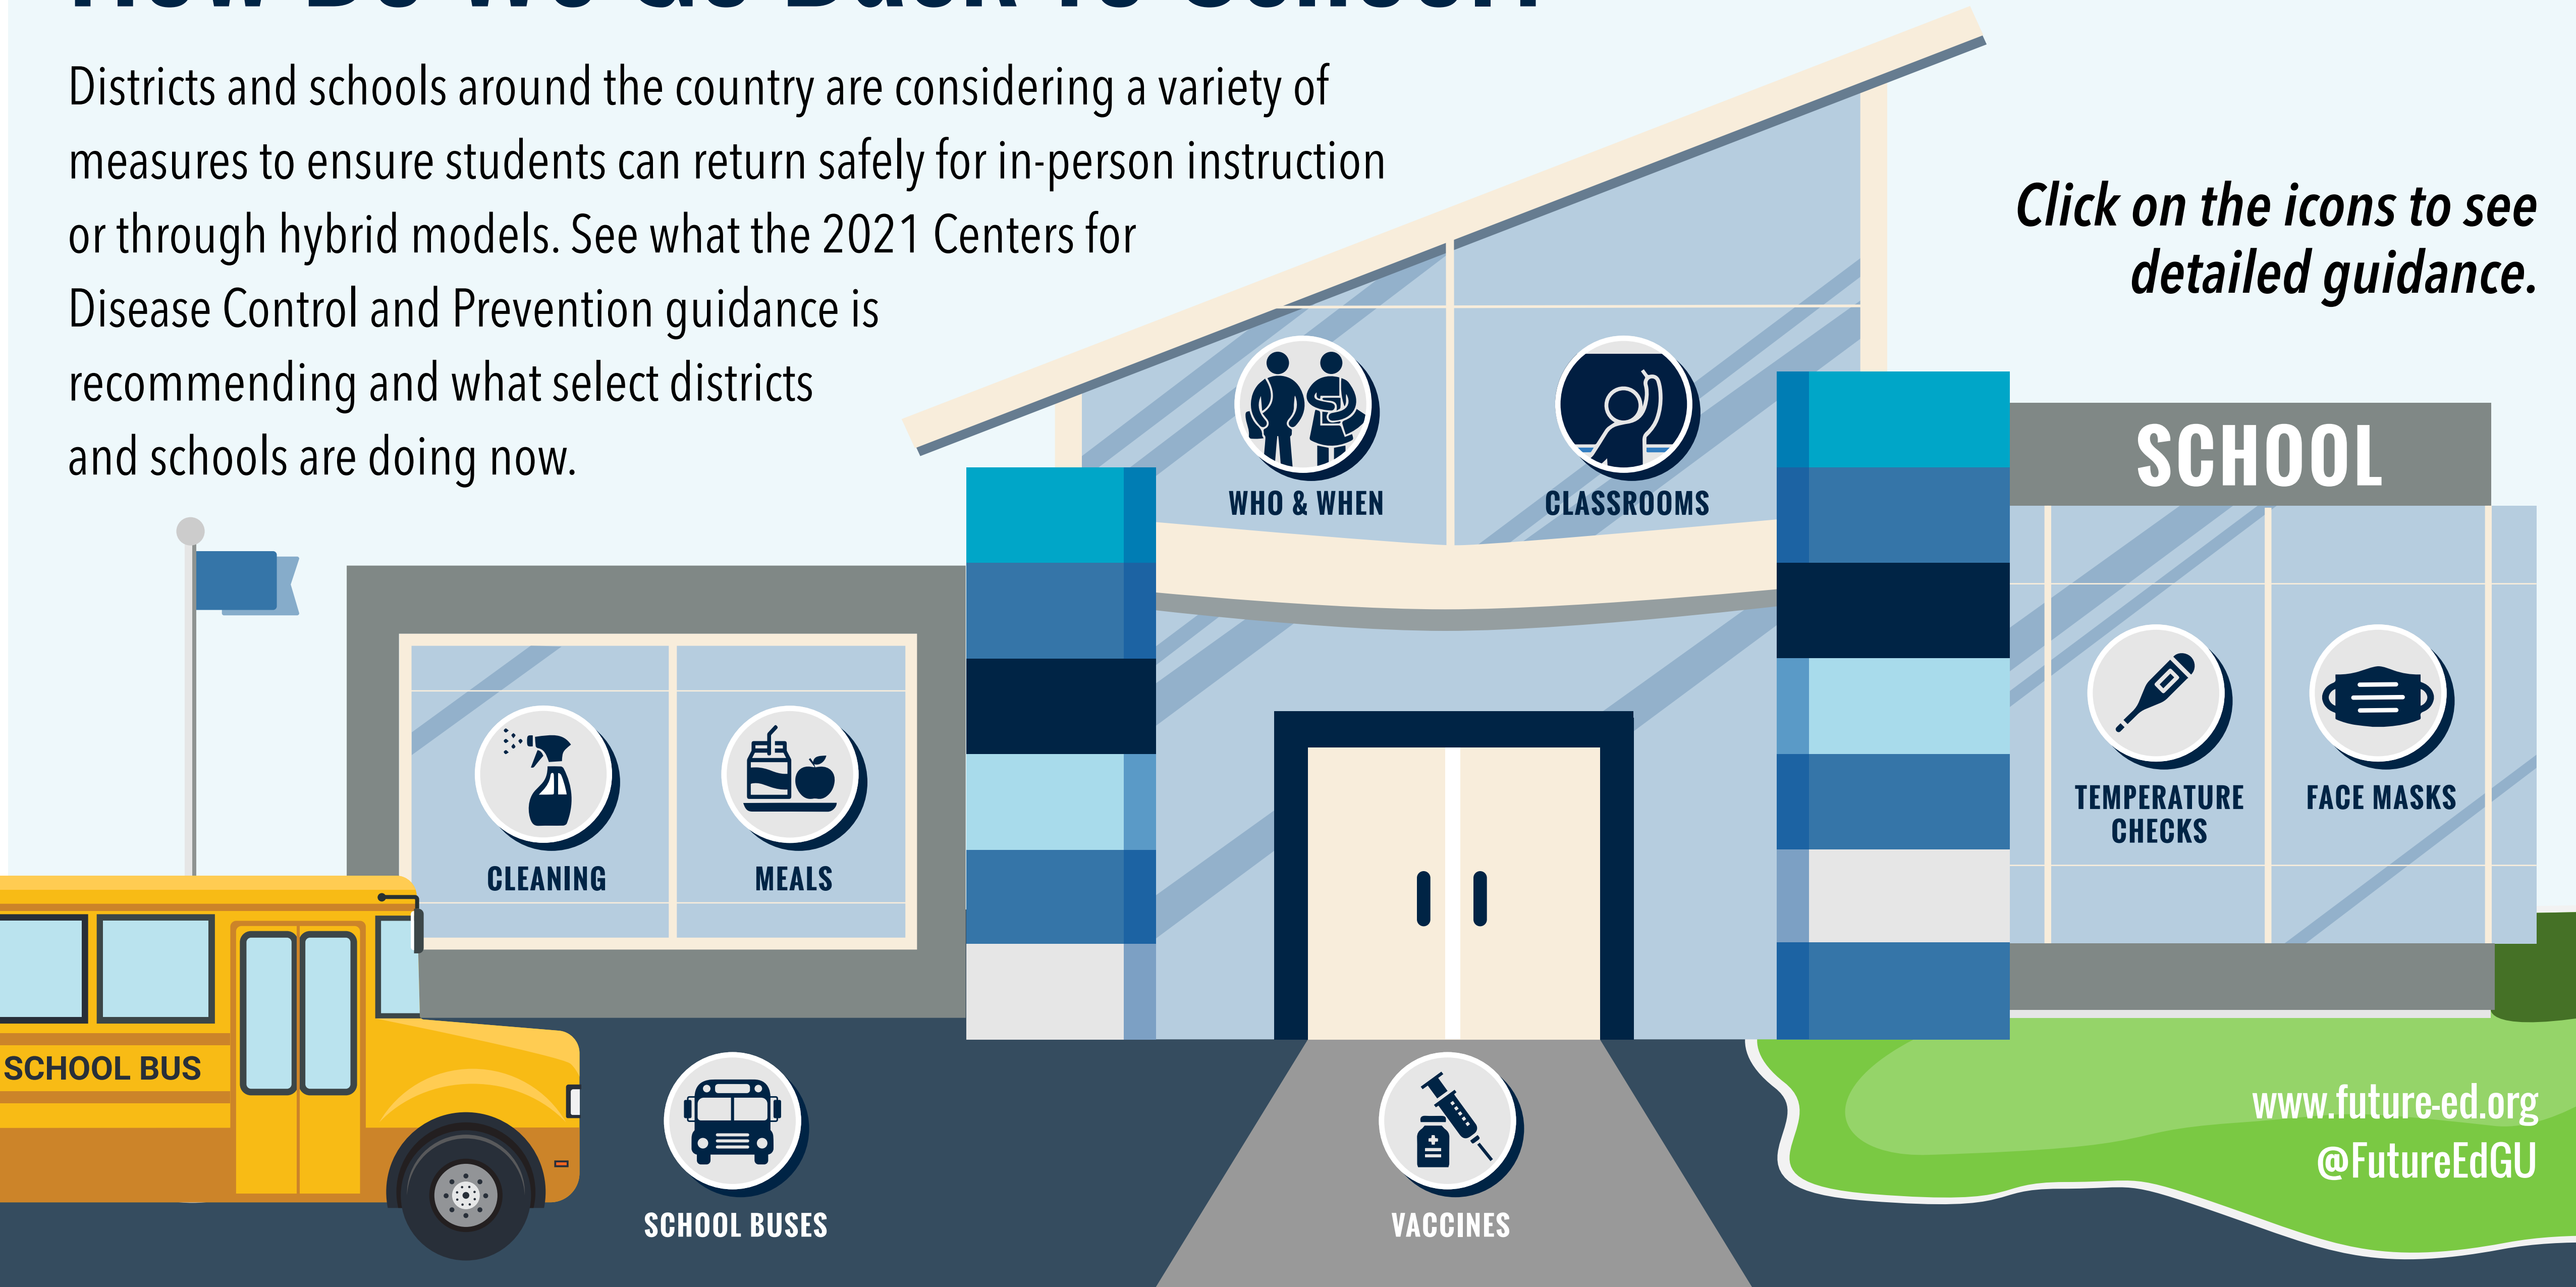 Districts and schools around the country are considering a variety of
measures to ensure students can return safely for in-person instruction
or through hybrid models. See what the 2021 Centers for
Disease Control and Prevention guidance is
recommending and what select districts
and schools are doing now.
Click on the icons to see
detailed guidance.
WHO & WHEN
CLASSROOMS
SCHOOL
TEMPERATURE
CHECKS
FACE MASKS
CLEANING
MEALS
SCHOOL BUS
SCHOOL BUSES
VACCINES
www.future-ed.org
@FutureEdGU